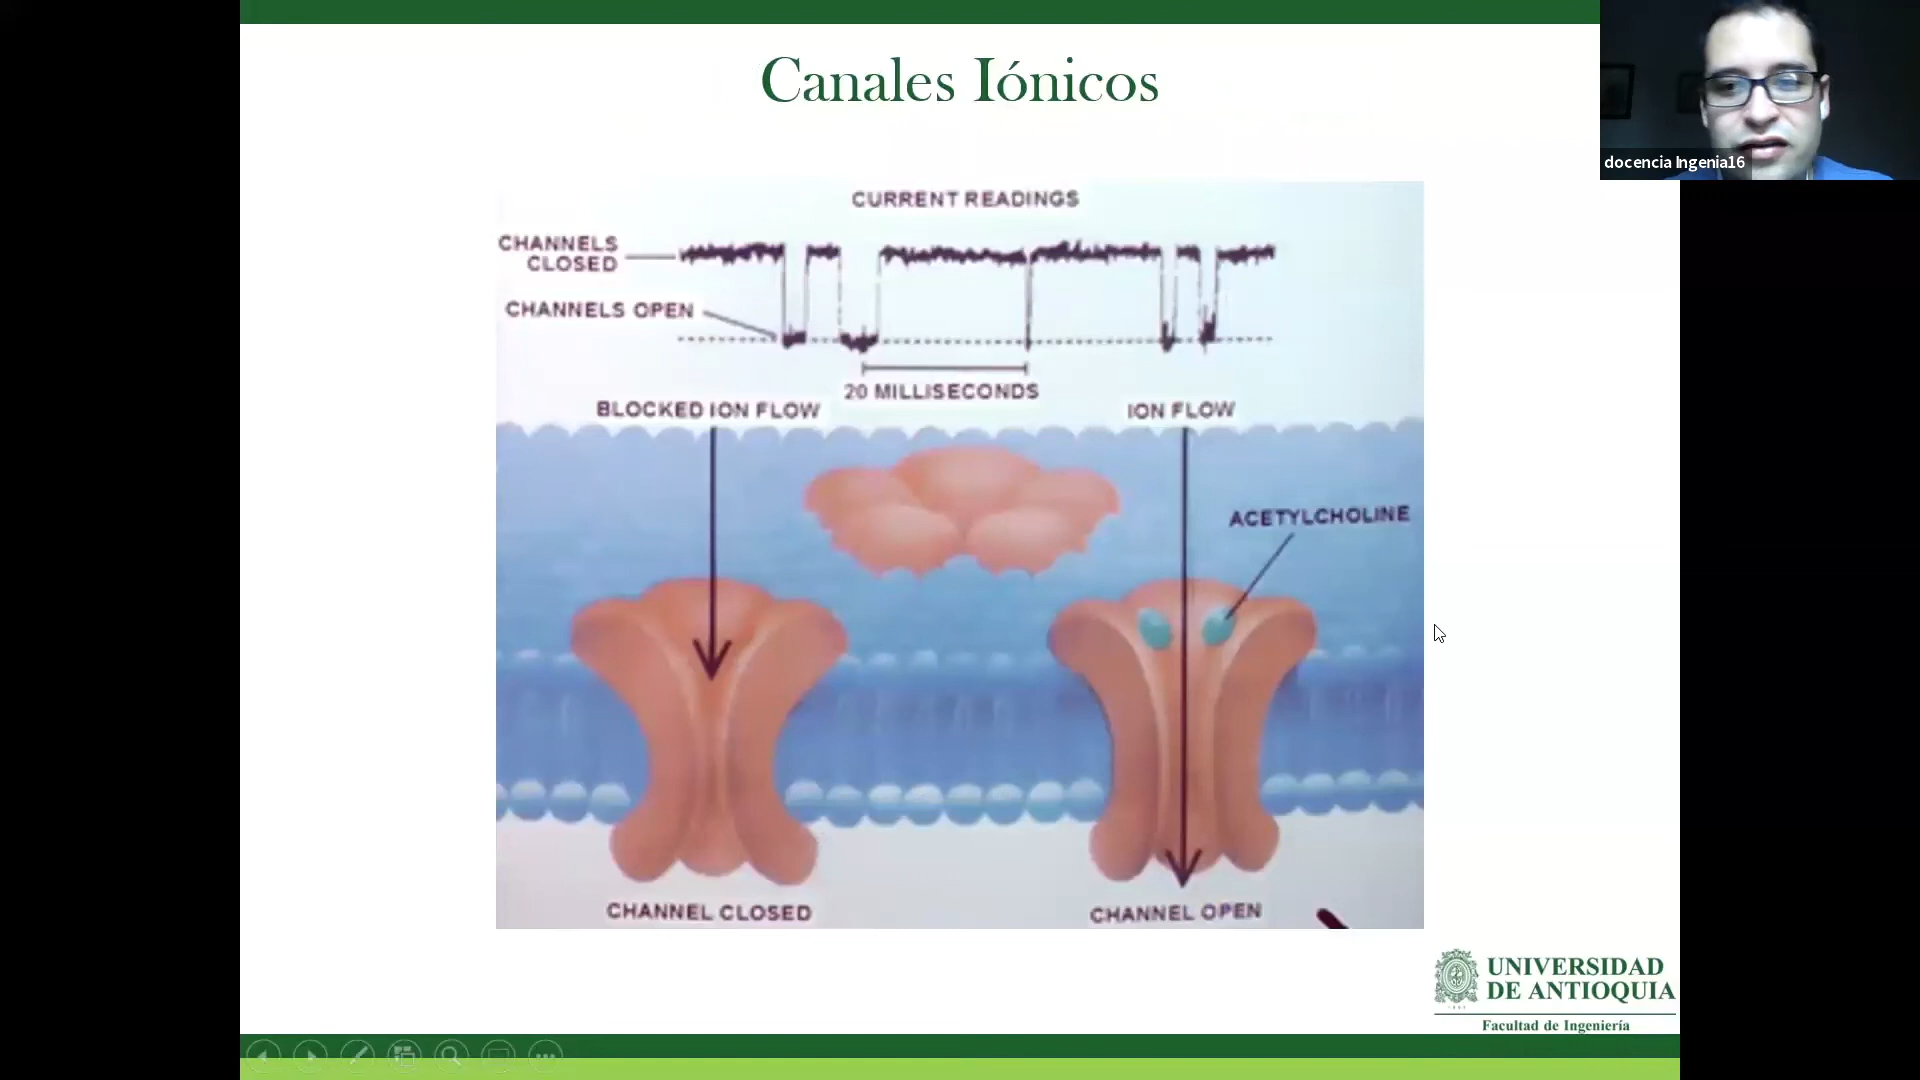 Canales Iónicos
docencia Ingenia16
CURRENT READINGS
CHANNELS
CLOSED
CHANNELS OPEN
20 MILLISECONDS
BLOCKED ION FLOW
ION FLOW
ACETYLCHOLINE
CHANNEL CLOSED
CHANNEL OPEN
UNIVERSIDAD
DE ANTIOQUIA
Facultad de Ingeniería